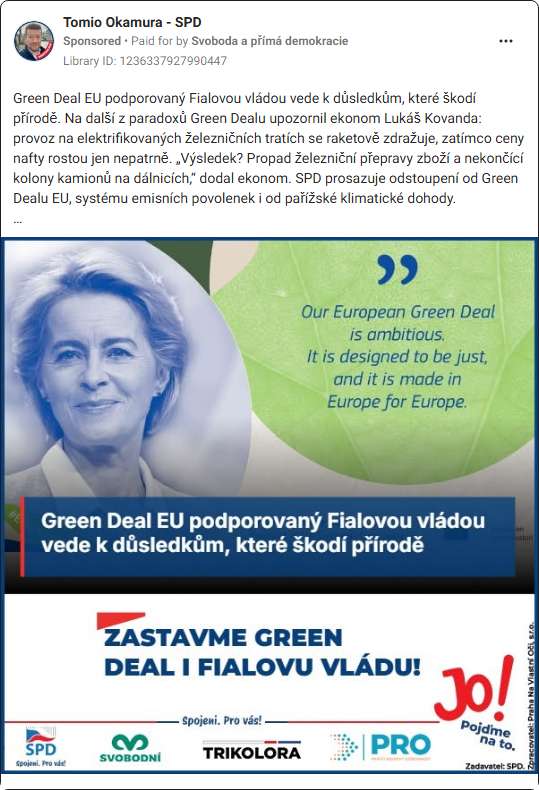 Tomio Okamura - SPD
Sponsored • Paid for by Svoboda a přímá demokracie
Library ID: 1236337927990447
Green Deal EU podporovaný Fialovou vládou vede k důsledkům, které škodí
přírodě. Na další z paradoxů Green Dealu upozornil ekonom Lukáš Kovanda:
provoz na elektrifikovaných železničních tratích se raketově zdražuje, zatímco ceny
nafty rostou jen nepatrně. „Výsledek? Propad železniční přepravy zboží a nekončící
kolony kamionů na dálnicích,“ dodal ekonom. SPD prosazuje odstoupení od Green
Dealu EU, systému emisních povolenek i od pařížské klimatické dohody.
...
”
Our European Green Deal
is ambitious.
It is designed to be just,
and it is made in
Europe for Europe.
Green Deal EU podporovaný Fialovou vládou
vede k důsledkům, které škodí přírodě
ZASTAVME GREEN
DEAL I FIALOVU VLÁDU!
Jo!
Pojďme
na to.
Spojeni. Pro vás!
SPD
Spojeni. Pro vás!
SVOBODNÍ
TRIKOLORA
PRO
Zadavatel: SPD.
Zpracovatel: Praha Na Vlastní Oči, s.r.o.